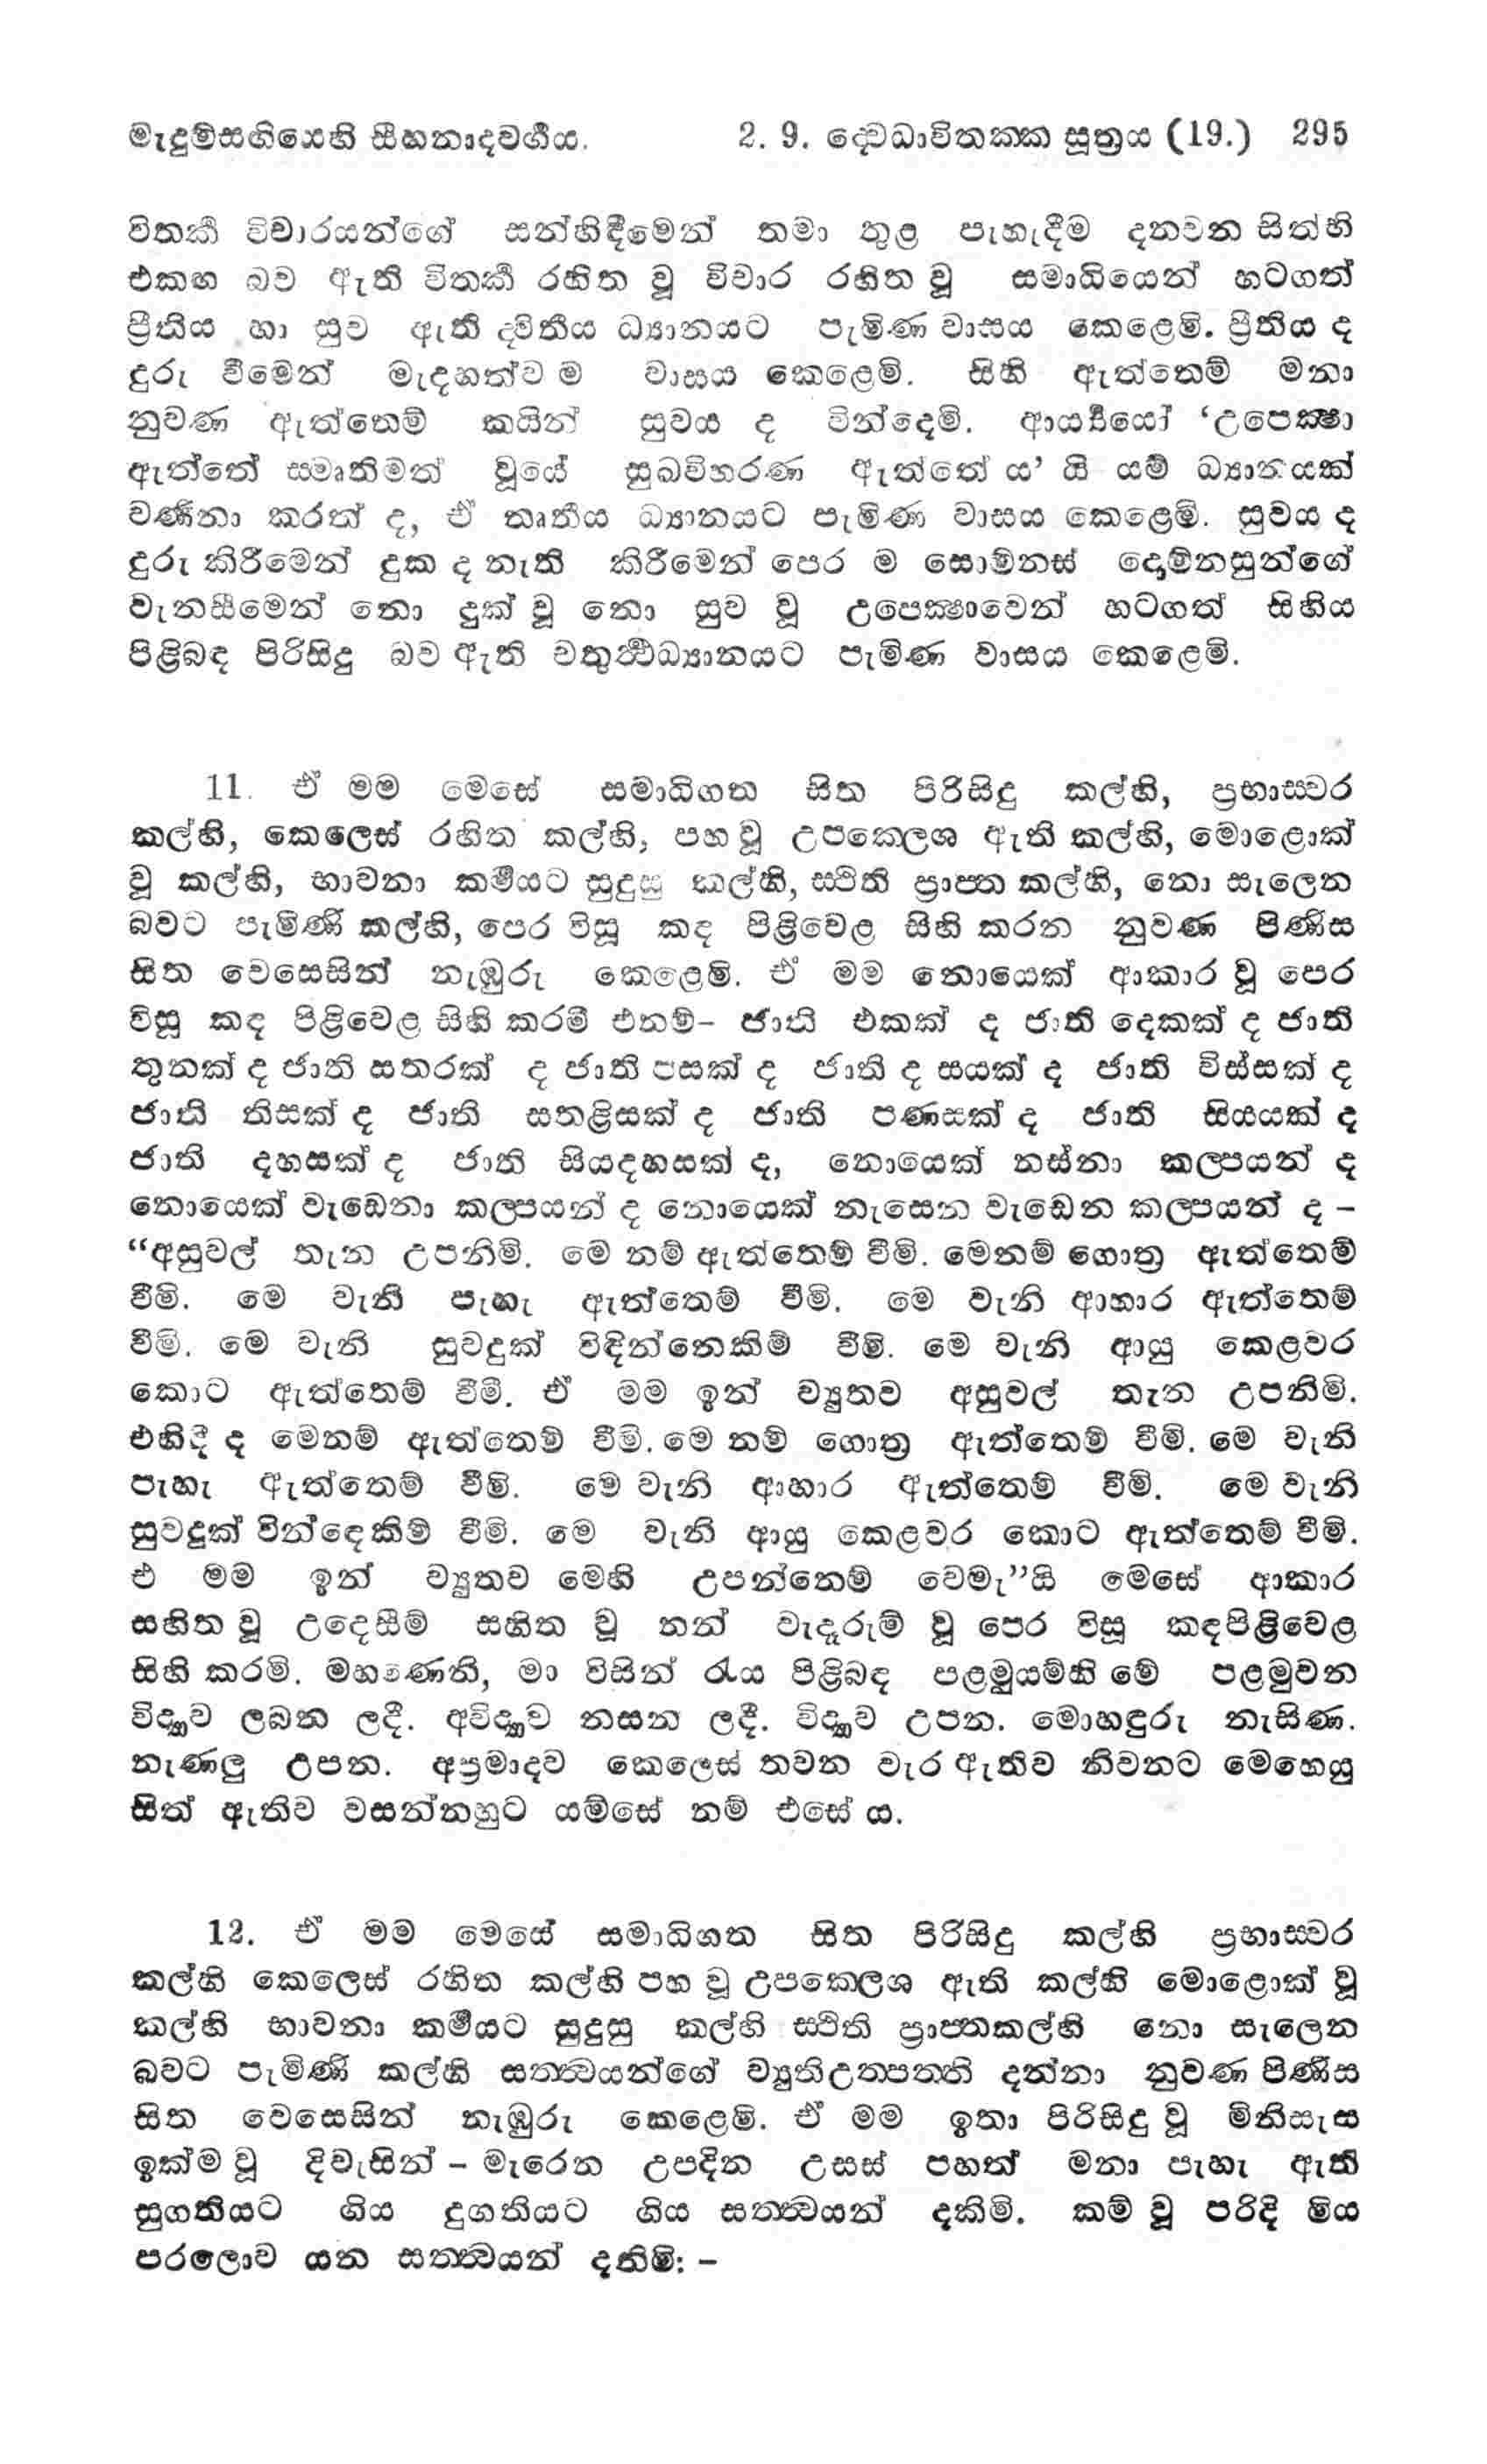 මැදුම්සඟියෙහි සීහනාදවර්‍ගය. 2. 9. ද්වෙධාවිතක්ක සූත්‍රය (19.) 295
විතර්‍ක විචාරයන්ගේ සන්හිඳීමෙන් තමා තුළ පැහැදීම දනවන සිත්හි
එකඟ බව ඇති විතර්‍ක රහිත වූ විචාර රහිත වූ සමාධියෙන් හටගත්
ප්‍රීතිය හා සුව ඇති ද්විතීය ධ්‍යානයට පැමිණ වාසය කෙළෙමි. ප්‍රීතිය ද
දුරු වීමෙන් මැදහත්ව ම වාසය කෙළෙමි. සිහි ඇත්තෙම් මනා
නුවණ ඇත්තෙම් කයින් සුවය ද වින්දෙමි. ආර්‍ය්‍යයෝ ‘උපෙක්‍ෂා
ඇත්තේ ස්මෘතිමත් වූයේ සුඛවිහරණ ඇත්තේ ය’ යි යම් ධ්‍යානයක්
වර්‍ණනා කරත් ද, ඒ තෘතීය ධ්‍යානයට පැමිණ වාසය කෙළෙමි. සුවය ද
දුරු කිරීමෙන් දුක ද නැති කිරීමෙන් පෙර ම සොම්නස් දොම්නසුන්ගේ
වැනසීමෙන් නො දුක් වූ නො සුව වූ උපෙක්‍ෂාවෙන් හටගත් සිහිය
පිළිබඳ පිරිසිදු බව ඇති චතුර්‍ත්‍ථධ්‍යානයට පැමිණ වාසය කෙළෙමි.
11. ඒ මම මෙසේ සමාධිගත සිත පිරිසිදු කල්හි, ප්‍රභාස්වර
කල්හි, කෙලෙස් රහිත කල්හි, පහ වූ උපක්ලෙශ ඇති කල්හි, මොළොක්
වූ කල්හි, භාවනා කර්‍මයට සුදුසු කල්හි, ස්ථිති ප්‍රාප්ත කල්හි, නො සැලෙන
බවට පැමිණි කල්හි, පෙර විසූ කඳ පිළිවෙළ සිහි කරන නුවණ පිණිස
සිත වෙසෙසින් නැඹුරු කෙළෙමි. ඒ මම නොයෙක් ආකාර වූ පෙර
විසූ කඳ පිළිවෙළ සිහි කරමි එනම්– ජාති එකක් ද ජාති දෙකක් ද ජාති
තුනක් ද ජාති සතරක් ද ජාති පසක් ද ජාති ද සයක් ද ජාති විස්සක් ද
ජාති තිසක් ද ජාති සතළිසක් ද ජාති පණසක් ද ජාති සියයක් ද
ජාති දහසක් ද ජාති සියදහසක් ද, නොයෙක් නස්නා කල්පයන් ද
නොයෙක් වැඩෙනා කල්පයන් ද නොයෙක් නැසෙන වැඩෙන කල්පයන් ද –
“අසුවල් තැන උපනිමි. මෙ නම් ඇත්තෙම් වීමි. මෙනම් ගොත්‍ර ඇත්තෙම්
වීමි. මෙ වැනි පැහැ ඇත්තෙම් වීමි. මෙ වැනි ආහාර ඇත්තෙම්
වීමි. මෙ වැනි සුවදුක් විඳින්නෙකිම් වීමි. මෙ වැනි ආයු කෙළවර
කොට ඇත්තෙම් වීමි. ඒ මම ඉන් ච්‍යුතව අසුවල් තැන උපනිමි.
එහිදී ද මෙනම් ඇත්තෙම් වීමි. මෙ නම් ගොත්‍ර ඇත්තෙම් වීමි. මෙ වැනි
පැහැ ඇත්තෙම් වීමි. මෙ වැනි ආහාර ඇත්තෙම් වීමි. මෙ වැනි
සුවදුක් වින්දෙකිම් වීමි. මෙ වැනි ආයු කෙළවර කොට ඇත්තෙම් වීමි.
එ මම ඉන් ච්‍යුතව මෙහි උපන්නෙම් වෙමැ”යි මෙසේ ආකාර
සහිත වූ උදෙසීම් සහිත වූ නන් වැදෑරුම් වූ පෙර විසූ කඳපිළිවෙළ
සිහි කරමි. මහණෙනි, මා විසින් රැය පිළිබඳ පළමුයම්හි මේ පළමුවන
විද්‍යාව ලබන ලදී. අවිද්‍යාව නසන ලදී. විද්‍යාව උපන. මොහඳුරු නැසිණ.
නැණලු උපන. අප්‍රමාදව කෙලෙස් තවන වැර ඇතිව නිවනට මෙහෙයු
සිත් ඇතිව වසන්නහුට යම්සේ නම් එසේ ය.
12. ඒ මම මෙසේ සමාධිගත සිත පිරිසිදු කල්හි ප්‍රභාස්වර
කල්හි කෙලෙස් රහිත කල්හි පහ වූ උපක්ලෙශ ඇති කල්හි මොළොක් වූ
කල්හි භාවනා කර්‍මයට සුදුසු කල්හි ස්ථිති ප්‍රාප්තකල්හි නො සැලෙන
බවට පැමිණි කල්හි සත්ත්වයන්ගේ ච්‍යුතිඋත්පත්ති දන්නා නුවණ පිණිස
සිත වෙසෙසින් නැඹුරු කෙළෙමි. ඒ මම ඉතා පිරිසිදු වූ මිනිසැස
ඉක්ම වූ දිවැසින් – මැරෙන උපදින උසස් පහත් මනා පැහැ ඇති
සුගතියට ගිය දුගතියට ගිය සත්ත්වයන් දකිමි. කම් වූ පරිදි මිය
පරලොව යන සත්ත්වයන් දනිමි: –